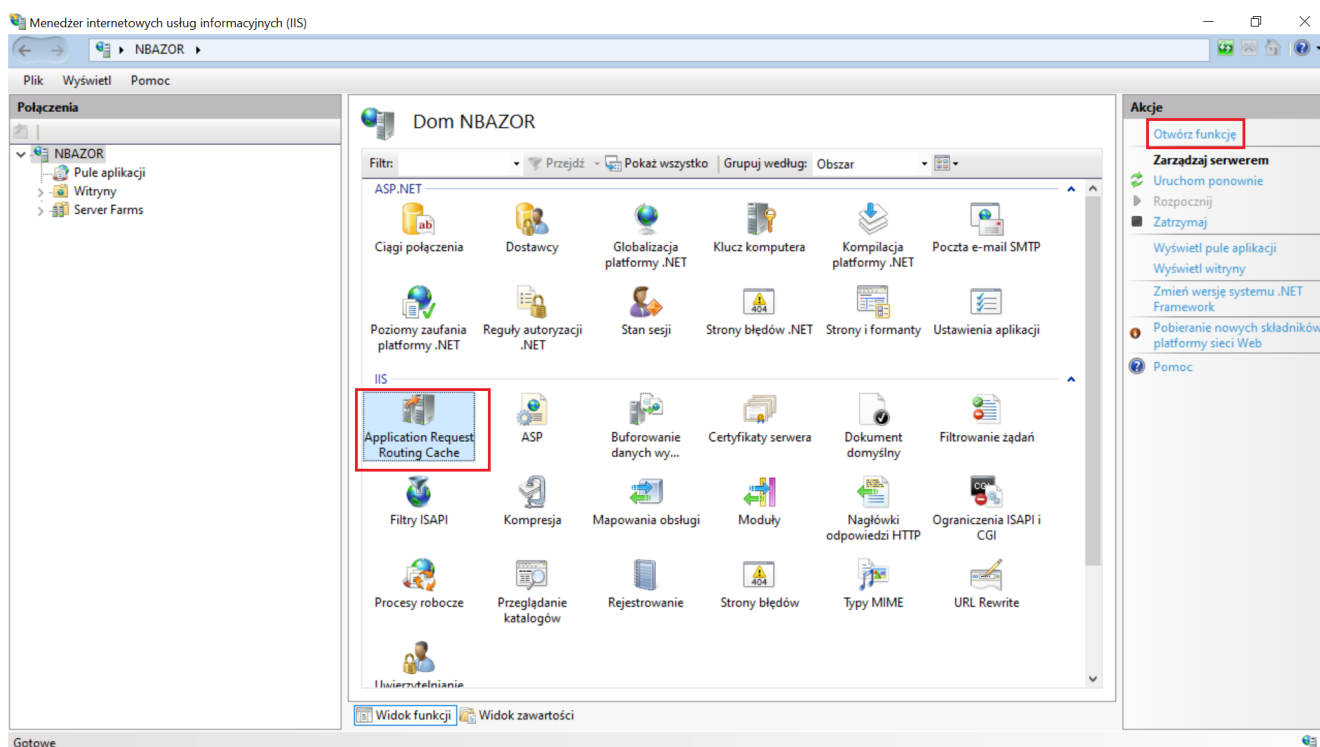 Menedżer internetowych usług informacyjnych (IIS)
NBAZOR
Plik Wyświetl Pomoc
Połączenia
NBAZOR
Pule aplikacji
Witryny
Server Farms
Dom NBAZOR
Filtr: Przejdź Pokaż wszystko Grupuj według: Obszar
ASP.NET
Ciągi połączenia
Dostawcy
Globalizacja
platformy .NET
Klucz komputera
Kompilacja
platformy .NET
Poczta e-mail SMTP
Poziomy zaufania
platformy .NET
Reguły autoryzacji
.NET
Stan sesji
404
Strony błędów .NET
Strony i formanty
Ustawienia aplikacji
IIS
Application Request
Routing Cache
ASP
Buforowanie
danych wy...
Certyfikaty serwera
Dokument
domyślny
Filtrowanie żądań
Filtry ISAPI
Kompresja
Mapowania obsługi
Moduły
Nagłówki
odpowiedzi HTTP
Ograniczenia ISAPI i
CGI
Procesy robocze
Przeglądanie
katalogów
Rejestrowanie
404
Strony błędów
Typy MIME
URL Rewrite
Uwierzytelnianie
Widok funkcji Widok zawartości
Akcje
Otwórz funkcję
Zarządzaj serwerem
Uruchom ponownie
Rozpocznij
Zatrzymaj
Wyświetl pule aplikacji
Wyświetl witryny
Zmień wersję systemu .NET
Framework
Pobieranie nowych składników
platformy sieci Web
Pomoc
Gotowe